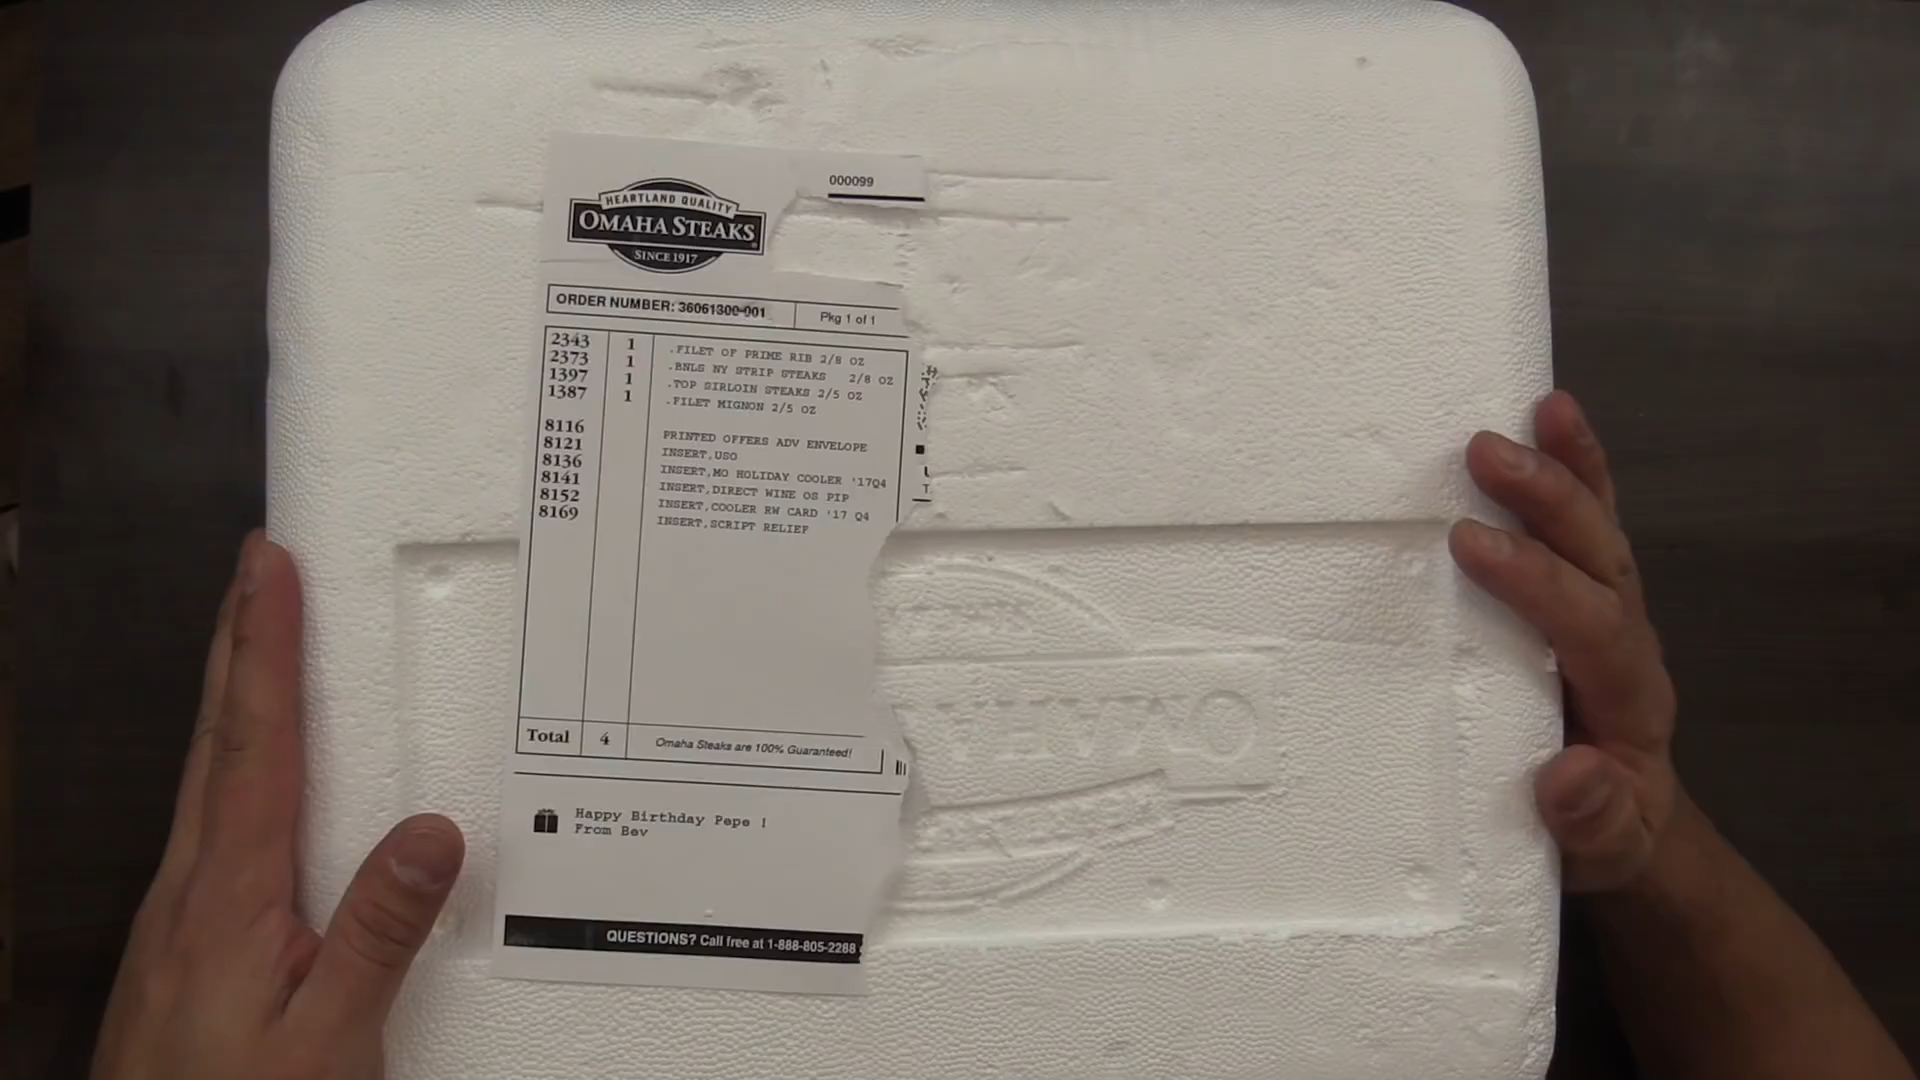 000099
HEARTLAND QUALITY
OMAHA STEAKS
SINCE 1917
ORDER NUMBER: 36061300-001 Pkg 1 of 1
2343 1 .FILET OF PRIME RIB 2/8 OZ
2373 1 .BNLS NY STRIP STEAKS 2/8 OZ
1397 1 .TOP SIRLOIN STEAKS 2/5 OZ
1387 1 .FILET MIGNON 2/5 OZ
8116 PRINTED OFFERS ADV ENVELOPE
8121 INSERT,USO
8136 INSERT,MO HOLIDAY COOLER '17Q4
8141 INSERT,DIRECT WINE OS PIP
8152 INSERT,COOLER RW CARD '17 Q4
8169 INSERT,SCRIPT RELIEF
Total 4 Omaha Steaks are 100% Guaranteed!
Happy Birthday Pepe !
From Bev
QUESTIONS? Call free at 1-888-805-2288
OMAHA